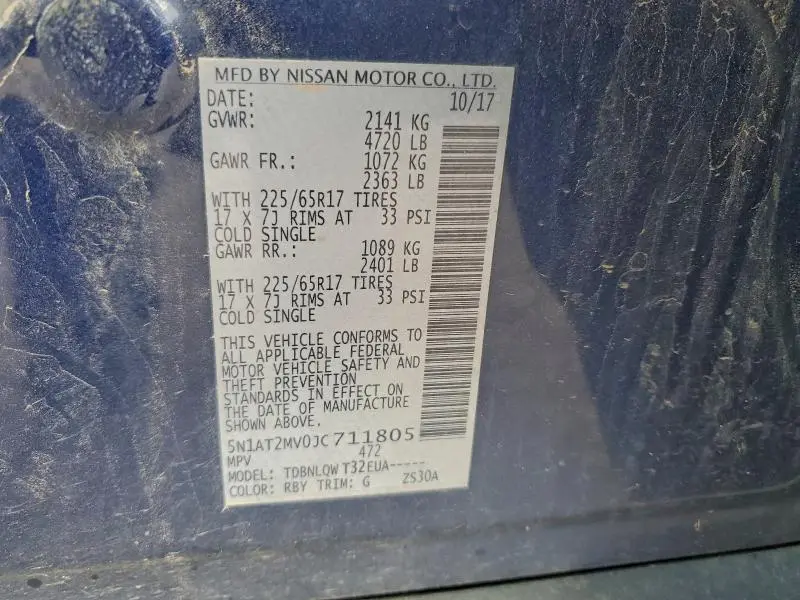 MFD BY NISSAN MOTOR CO., LTD.
DATE: 10/17
GVWR: 2141 KG
4720 LB
GAWR FR.: 1072 KG
2363 LB
WITH 225/65R17 TIRES
17 X 7J RIMS AT 33 PSI
COLD SINGLE
GAWR RR.: 1089 KG
2401 LB
WITH 225/65R17 TIRES
17 X 7J RIMS AT 33 PSI
COLD SINGLE
THIS VEHICLE CONFORMS TO
ALL APPLICABLE FEDERAL
MOTOR VEHICLE SAFETY AND
THEFT PREVENTION
STANDARDS IN EFFECT ON
THE DATE OF MANUFACTURE
SHOWN ABOVE.
5N1AT2MV0JC711805
MPV 472
MODEL: TDBNLQW T32EUA-----
COLOR: RBY TRIM: G ZS30A